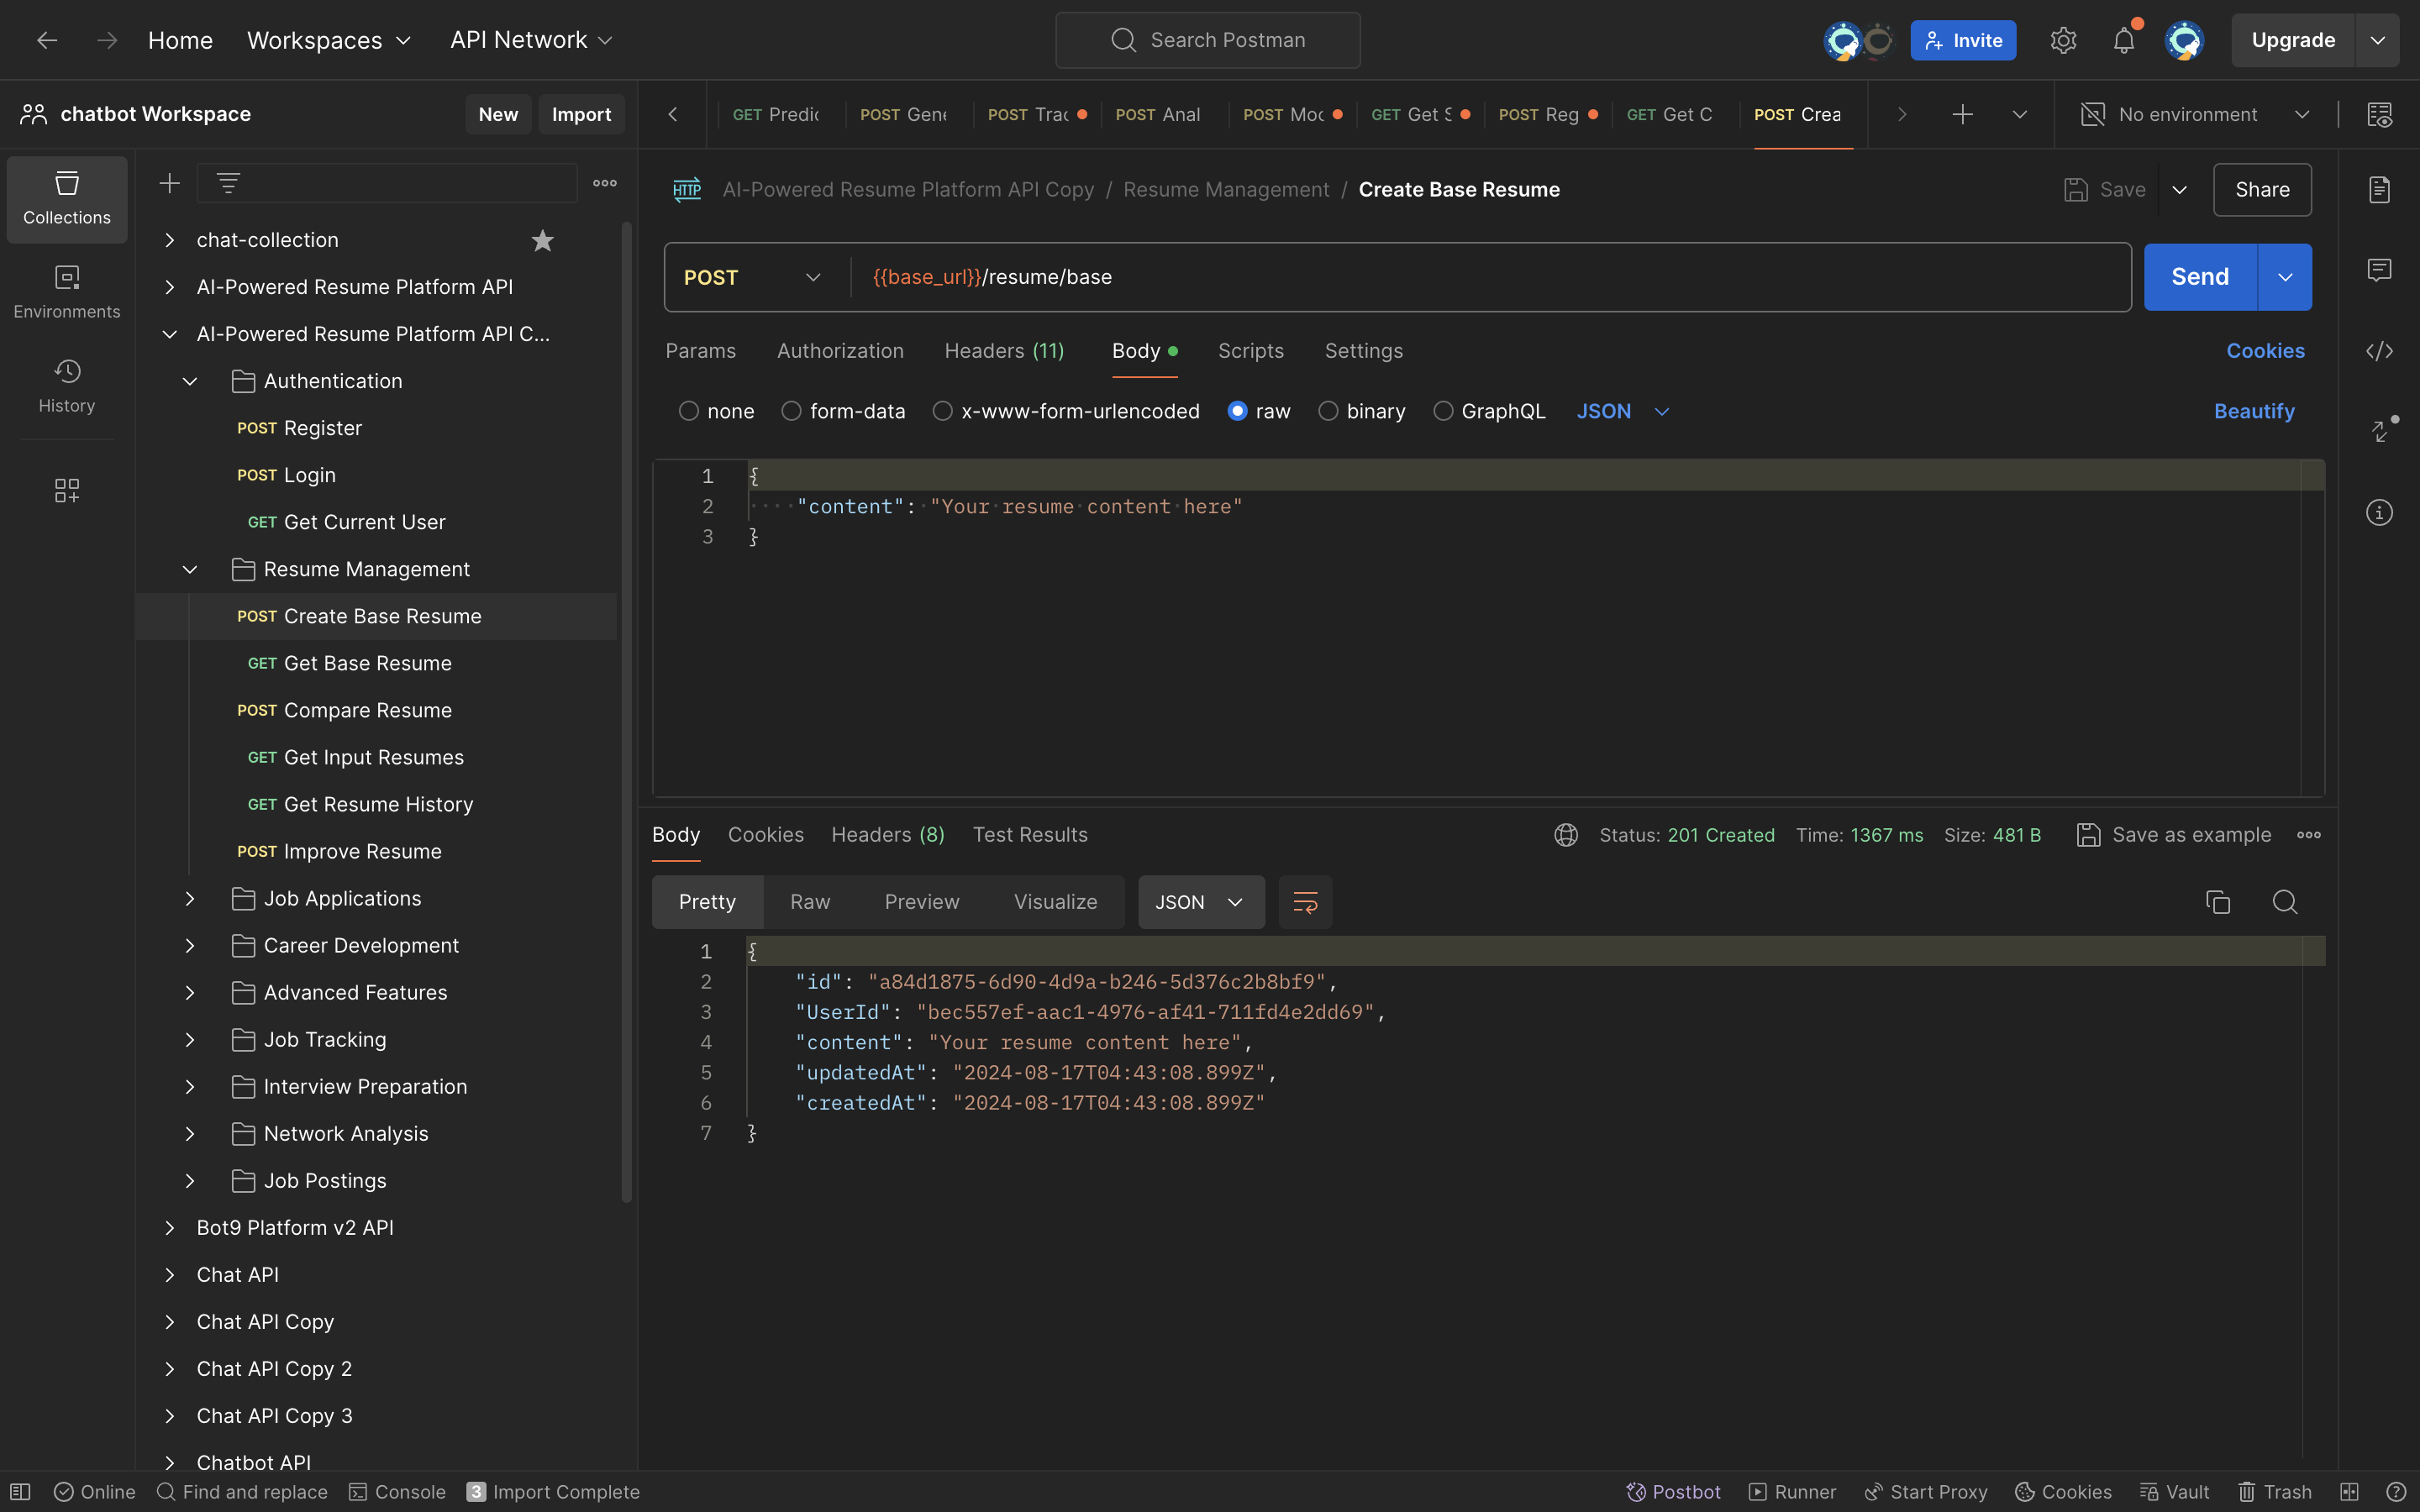 Home Workspaces API Network Search Postman Invite Upgrade
chatbot Workspace New Import
GET Predic POST Gene POST Trac POST Anal POST Moc GET Get S POST Reg GET Get C POST Crea No environment
Collections
Environments
History
chat-collection
AI-Powered Resume Platform API
AI-Powered Resume Platform API C...
Authentication
POST Register
POST Login
GET Get Current User
Resume Management
POST Create Base Resume
GET Get Base Resume
POST Compare Resume
GET Get Input Resumes
GET Get Resume History
POST Improve Resume
Job Applications
Career Development
Advanced Features
Job Tracking
Interview Preparation
Network Analysis
Job Postings
Bot9 Platform v2 API
Chat API
Chat API Copy
Chat API Copy 2
Chat API Copy 3
Chatbot API
HTTP AI-Powered Resume Platform API Copy / Resume Management / Create Base Resume Save Share
POST {{base_url}}/resume/base Send
Params Authorization Headers (11) Body Scripts Settings Cookies
none form-data x-www-form-urlencoded raw binary GraphQL JSON Beautify
1 {
2 "content": "Your resume content here"
3 }
Body Cookies Headers (8) Test Results Status: 201 Created Time: 1367 ms Size: 481 B Save as example
Pretty Raw Preview Visualize JSON
1 {
2 "id": "a84d1875-6d90-4d9a-b246-5d376c2b8bf9",
3 "UserId": "bec557ef-aac1-4976-af41-711fd4e2dd69",
4 "content": "Your resume content here",
5 "updatedAt": "2024-08-17T04:43:08.899Z",
6 "createdAt": "2024-08-17T04:43:08.899Z"
7 }
Online Find and replace Console 3 Import Complete Postbot Runner Start Proxy Cookies Vault Trash